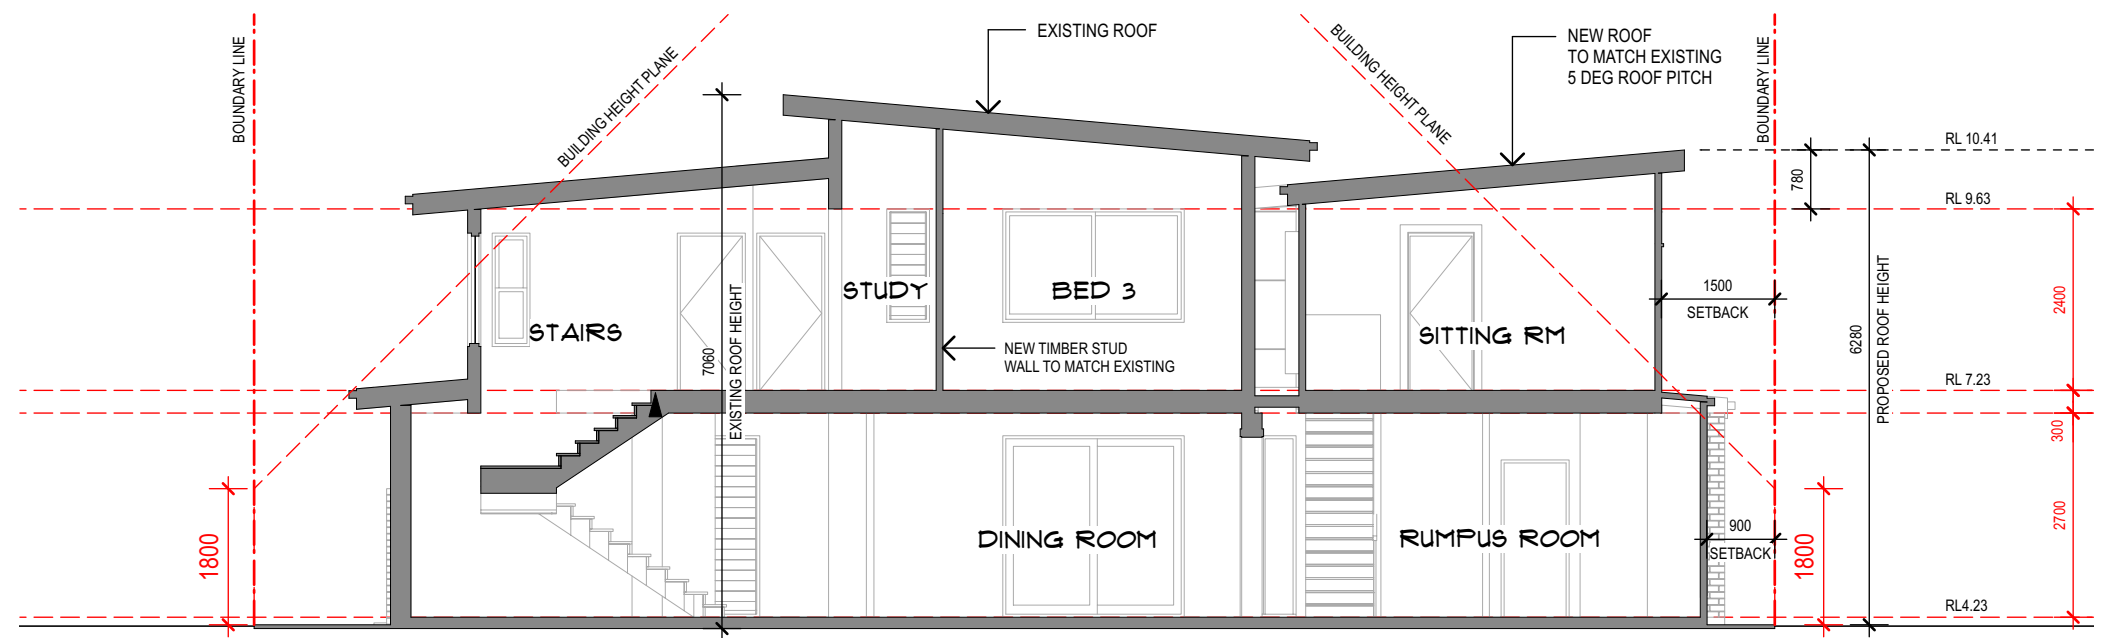 BOUNDARY LINE
BUILDING HEIGHT PLANE
EXISTING ROOF
BUILDING HEIGHT PLANE
NEW ROOF
TO MATCH EXISTING
5 DEG ROOF PITCH
BOUNDARY LINE
RL 10.41
780
RL 9.63
STUDY
BED 3
STAIRS
SITTING RM
1500
SETBACK
2400
7060
EXISTING ROOF HEIGHT
NEW TIMBER STUD
WALL TO MATCH EXISTING
6280
PROPOSED ROOF HEIGHT
RL 7.23
300
2700
DINING ROOM
RUMPUS ROOM
900
SETBACK
1800
1800
RL4.23